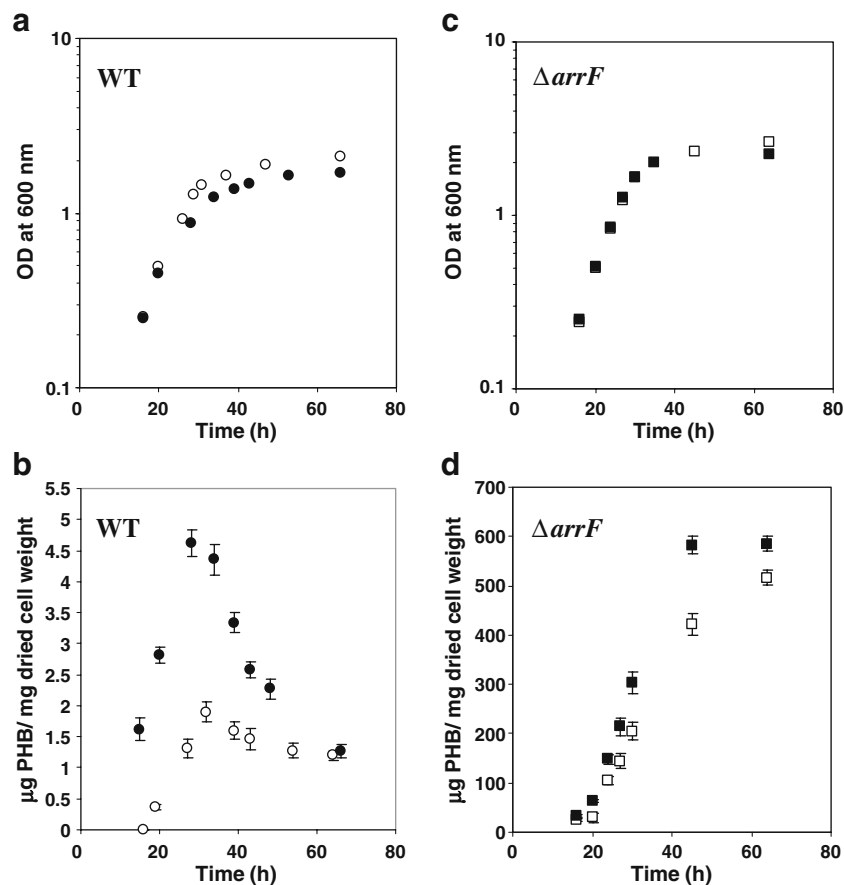 a
WT
OD at 600 nm
10
1
0.1
0 20 40 60 80
Time (h)
c
ΔarrF
OD at 600 nm
10
1
0.1
0 20 40 60 80
Time (h)
b
WT
µg PHB/ mg dried cell weight
5.5
5
4.5
4
3.5
3
2.5
2
1.5
1
0.5
0
0 20 40 60 80
Time (h)
d
ΔarrF
µg PHB/ mg dried cell weight
700
600
500
400
300
200
100
0
0 20 40 60 80
Time (h)